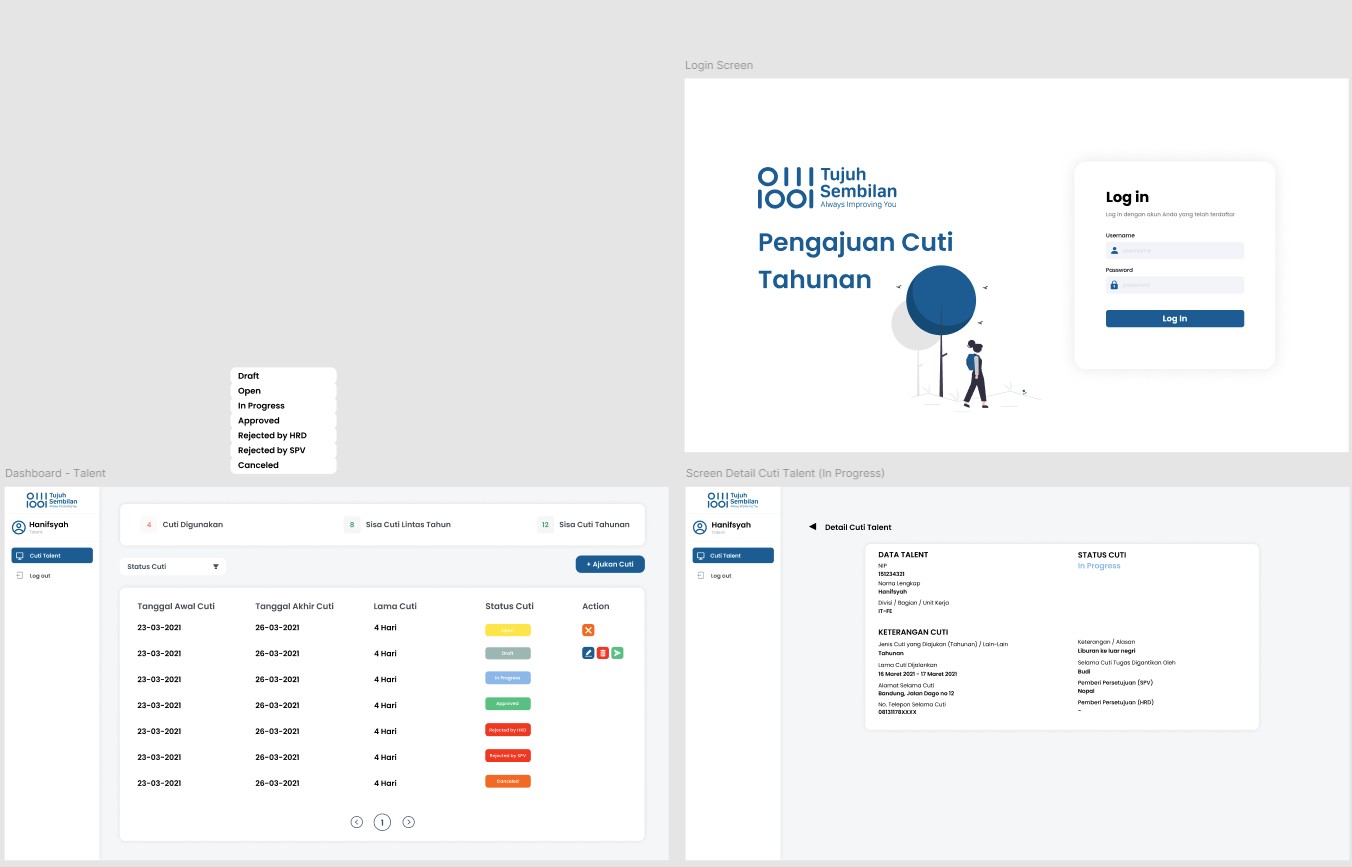 Login Screen
Tujuh
Sembilan
Always Improving You
Pengajuan Cuti
Tahunan
Log in
Log in dengan akun Anda yang telah terdaftar
Username
username
Password
password
Log In
Draft
Open
In Progress
Approved
Rejected by HRD
Rejected by SPV
Canceled
Dashboard - Talent
Tujuh
Sembilan
Always Improving You
Hanifsyah
Talent
Cuti Talent
Log out
4 Cuti Digunakan
8 Sisa Cuti Lintas Tahun
12 Sisa Cuti Tahunan
Status Cuti
+ Ajukan Cuti
Tanggal Awal Cuti Tanggal Akhir Cuti Lama Cuti Status Cuti Action
23-03-2021 26-03-2021 4 Hari Open
23-03-2021 26-03-2021 4 Hari Draft
23-03-2021 26-03-2021 4 Hari In Progress
23-03-2021 26-03-2021 4 Hari Approved
23-03-2021 26-03-2021 4 Hari Rejected by HRD
23-03-2021 26-03-2021 4 Hari Rejected by SPV
23-03-2021 26-03-2021 4 Hari Canceled
1
Screen Detail Cuti Talent (In Progress)
Tujuh
Sembilan
Always Improving You
Hanifsyah
Talent
Cuti Talent
Log out
Detail Cuti Talent
DATA TALENT
NIP
151234321
Nama Lengkap
Hanifsyah
Divisi / Bagian / Unit Kerja
IT-FE
STATUS CUTI
In Progress
KETERANGAN CUTI
Jenis Cuti yang Diajukan (Tahunan) / Lain-Lain
Tahunan
Lama Cuti Dijalankan
16 Maret 2021 - 17 Maret 2021
Alamat Selama Cuti
Bandung, Jalan Dago no 12
No. Telepon Selama Cuti
08131178XXXX
Keterangan / Alasan
Liburan ke luar negri
Selama Cuti Tugas Digantikan Oleh
Budi
Pemberi Persetujuan (SPV)
Nopal
Pemberi Persetujuan (HRD)
-